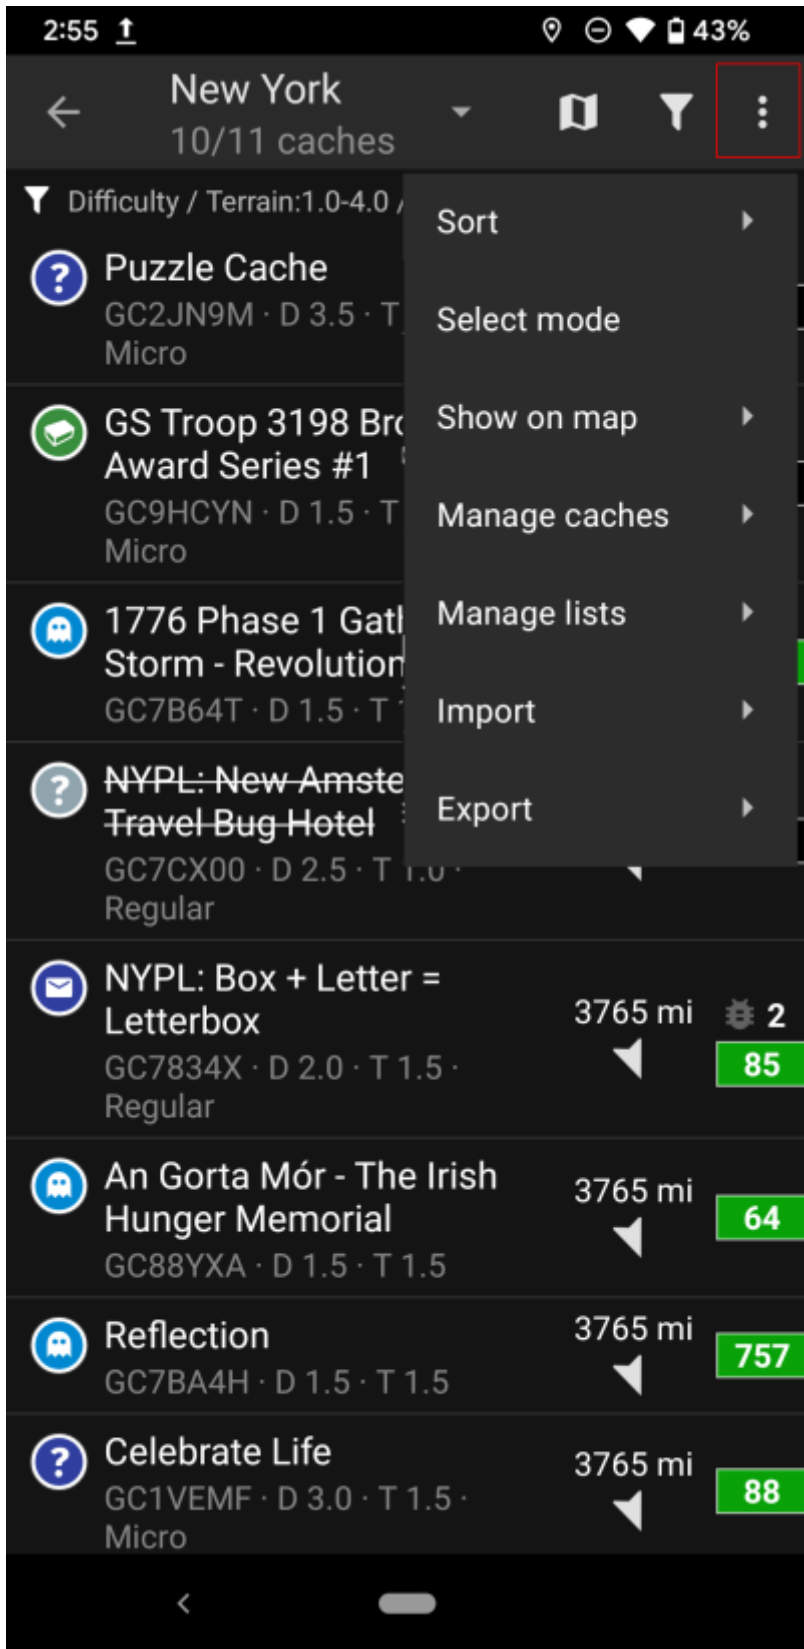 2:55 43%
New York
10/11 caches
Difficulty / Terrain:1.0-4.0 /
Sort
Select mode
Show on map
Manage caches
Manage lists
Import
Export
Puzzle Cache
GC2JN9M · D 3.5 · T
Micro
GS Troop 3198 Bro
Award Series #1
GC9HCYN · D 1.5 · T
Micro
1776 Phase 1 Gath
Storm - Revolution
GC7B64T · D 1.5 · T
NYPL: New Amste
Travel Bug Hotel
GC7CX00 · D 2.5 · T 1.0 ·
Regular
NYPL: Box + Letter =
Letterbox
GC7834X · D 2.0 · T 1.5 ·
Regular
3765 mi
2
85
An Gorta Mór - The Irish
Hunger Memorial
GC88YXA · D 1.5 · T 1.5
3765 mi
64
Reflection
GC7BA4H · D 1.5 · T 1.5
3765 mi
757
Celebrate Life
GC1VEMF · D 3.0 · T 1.5 ·
Micro
3765 mi
88